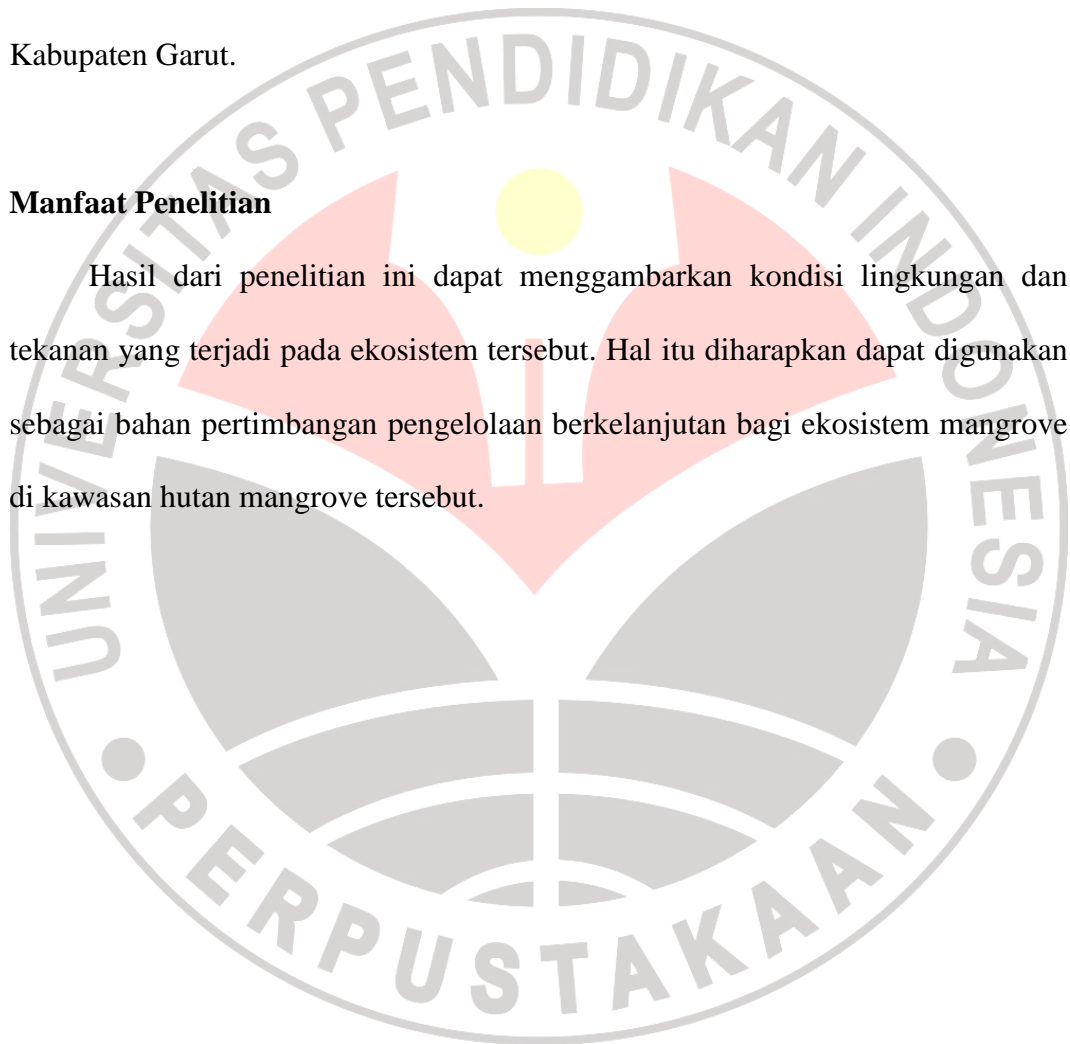 Kabupaten Garut.
Manfaat Penelitian
Hasil dari penelitian ini dapat menggambarkan kondisi lingkungan dan
tekanan yang terjadi pada ekosistem tersebut. Hal itu diharapkan dapat digunakan
sebagai bahan pertimbangan pengelolaan berkelanjutan bagi ekosistem mangrove
di kawasan hutan mangrove tersebut.
UNIVERSITAS PENDIDIKAN INDONESIA
PERPUSTAKAAN